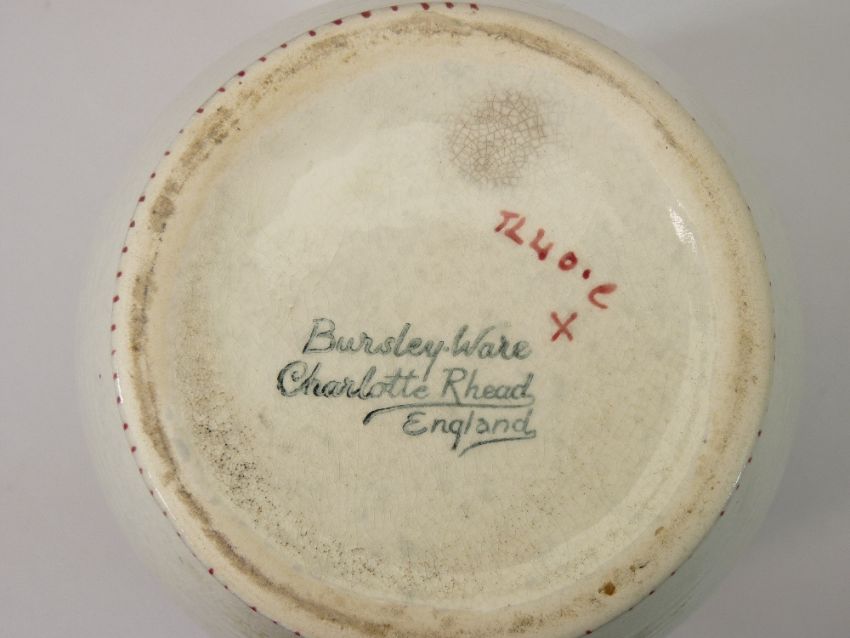 TL40.C
X
Bursley-Ware
Charlotte Rhead
England